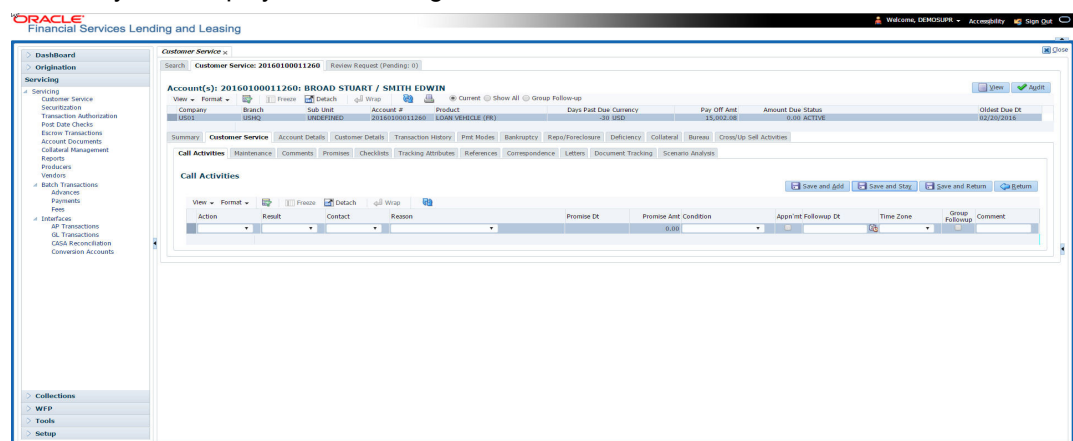 ORACLE
Financial Services Lending and Leasing
Welcome, DEMOSUPR Accessibility Sign Out
Close
DashBoard
Origination
Servicing
Servicing
Customer Service
Securitization
Transaction Authorization
Post Date Checks
Escrow Transactions
Account Documents
Collateral Management
Reports
Producers
Vendors
Batch Transactions
Advances
Payments
Fees
Interfaces
AP Transactions
GL Transactions
CASA Reconciliation
Conversion Accounts
Collections
WFP
Tools
Setup
Customer Service ×
Search Customer Service: 20160100011260 Review Request (Pending: 0)
Account(s): 20160100011260: BROAD STUART / SMITH EDWIN
View Audit
View Format Freeze Detach Wrap Current Show All Group Follow-up
Company Branch Sub Unit Account # Product Days Past Due Currency Pay Off Amt Amount Due Status Oldest Due Dt
US01 USHQ UNDEFINED 20160100011260 LOAN VEHICLE (FR) -30 USD 15,002.08 0.00 ACTIVE 02/20/2016
Summary Customer Service Account Details Customer Details Transaction History Pmt Modes Bankruptcy Repo/Foreclosure Deficiency Collateral Bureau Cross/Up Sell Activities
Call Activities Maintenance Comments Promises Checklists Tracking Attributes References Correspondence Letters Document Tracking Scenario Analysis
Call Activities
Save and Add Save and Stay Save and Return Return
View Format Freeze Detach Wrap
Action Result Contact Reason Promise Dt Promise Amt Condition Appn'mt Followup Dt Time Zone Group Followup Comment
0.00